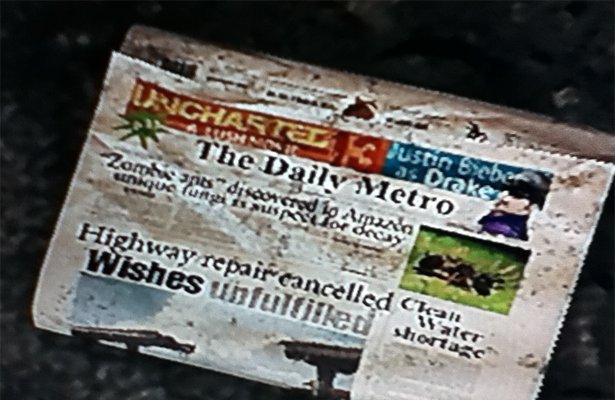 UNCHARTED
Justin Bieber
as Drake
The Daily Metro
"Zombie ants" discovered in Amazon
unique fungi is suspect for decay
Highway repair cancelled
Wishes unfulfilled
Clean
Water
shortage